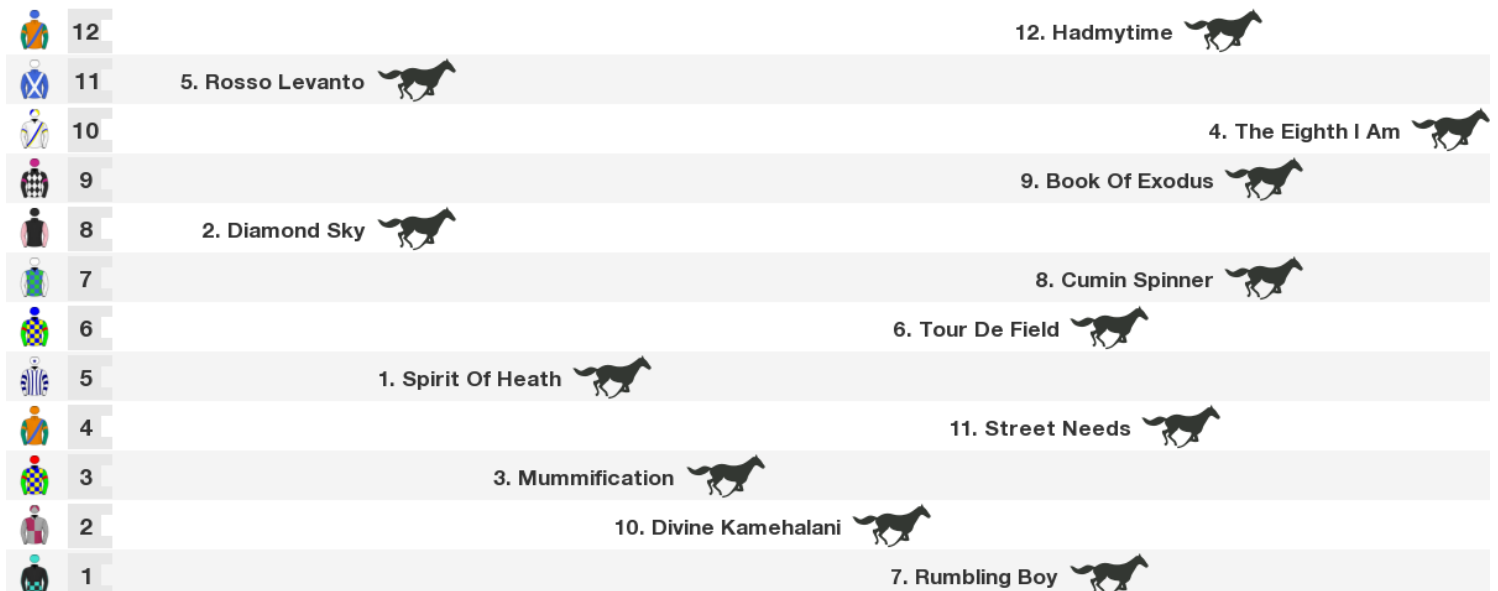 12 12. Hadmytime
11 5. Rosso Levanto
10 4. The Eighth I Am
9 9. Book Of Exodus
8 2. Diamond Sky
7 8. Cumin Spinner
6 6. Tour De Field
5 1. Spirit Of Heath
4 11. Street Needs
3 3. Mummification
2 10. Divine Kamehalani
1 7. Rumbling Boy